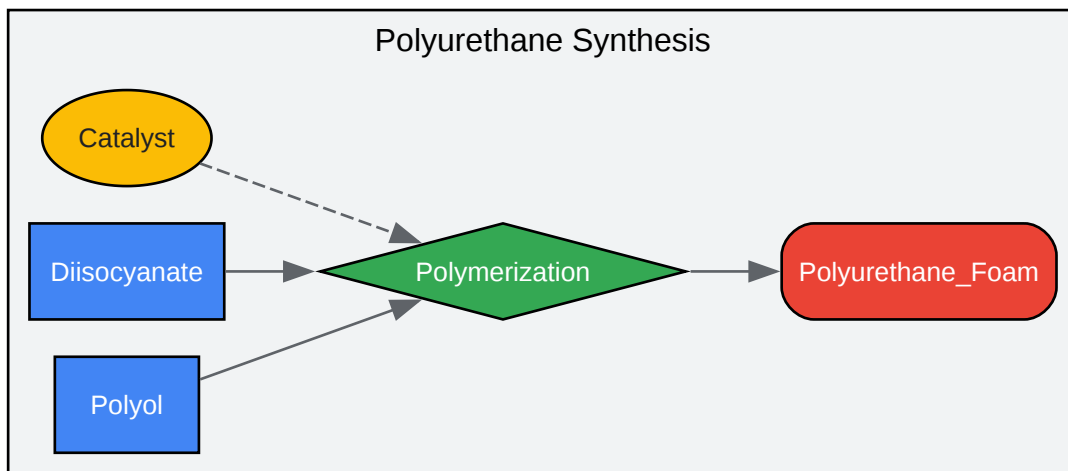 Polyurethane Synthesis
Catalyst
Diisocyanate
Polymerization
Polyurethane_Foam
Polyol